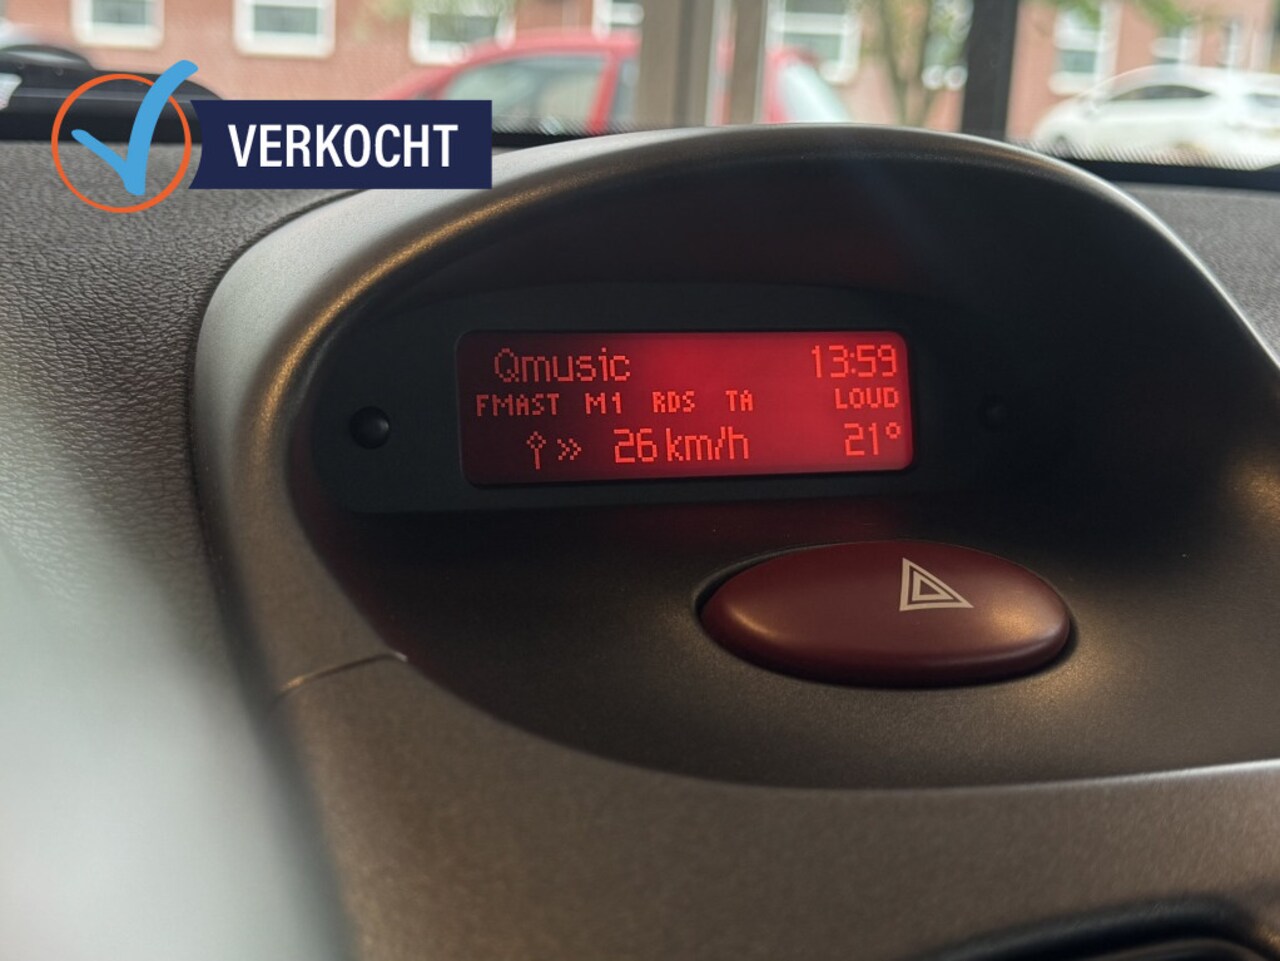 VERKOCHT
Qmusic 13:59
FMAST M1 RDS TA LOUD
26 km/h 21°